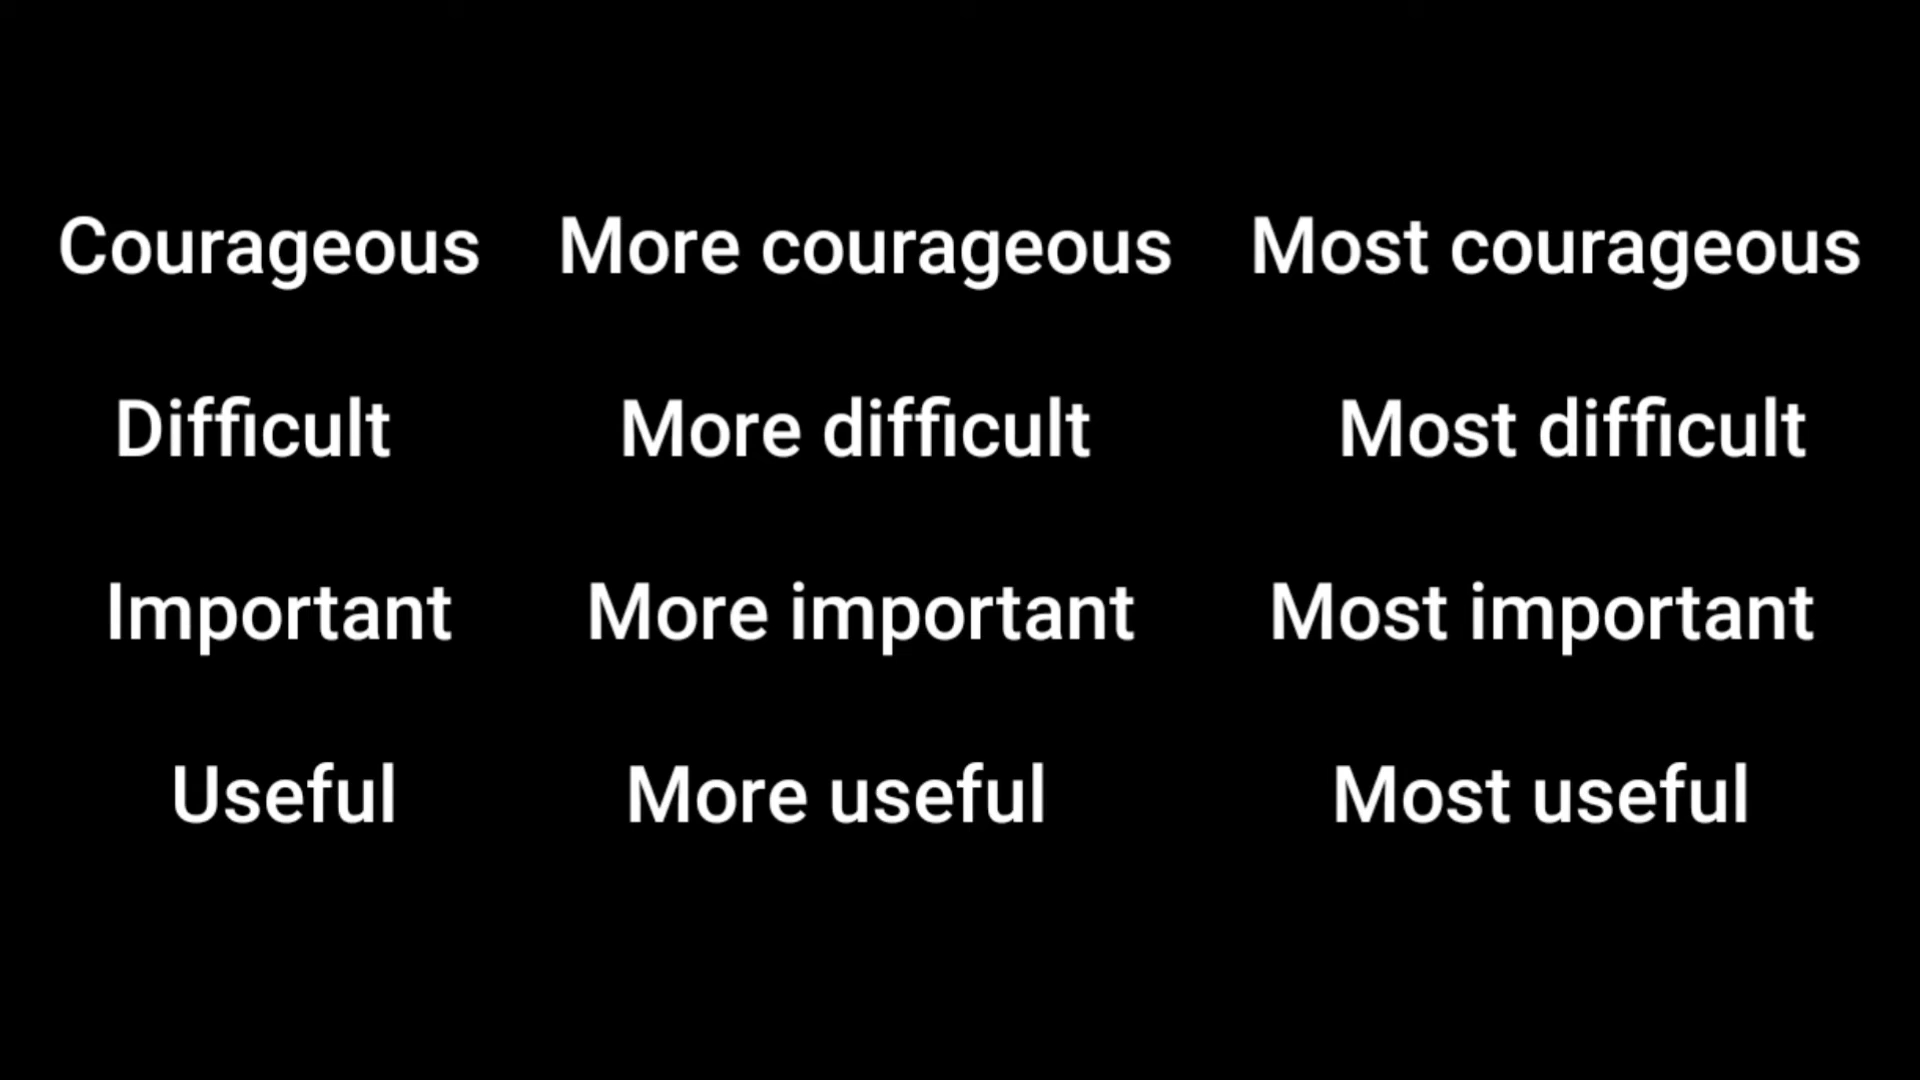 Courageous More courageous Most courageous
Difficult More difficult Most difficult
Important More important Most important
Useful More useful Most useful